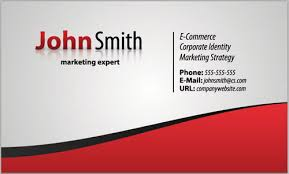 John Smith
marketing expert
E-Commerce
Corporate Identity
Marketing Strategy
Phone: 555-555-555
E-Mail: johnsmith@cs.com
URL: companywebsite.com